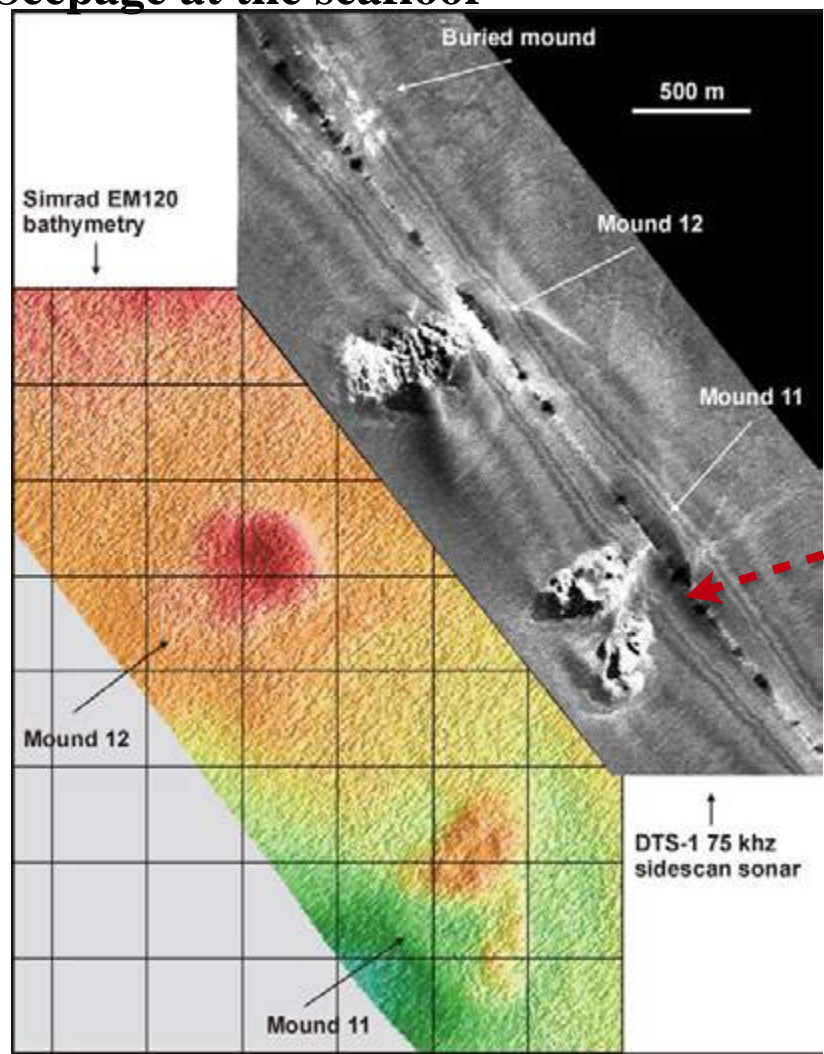 at the seafloor
Buried mound
500 m
Simrad EM120
bathymetry
Mound 12
Mound 11
Mound 12
DTS-1 75 khz
sidescan sonar
Mound 11